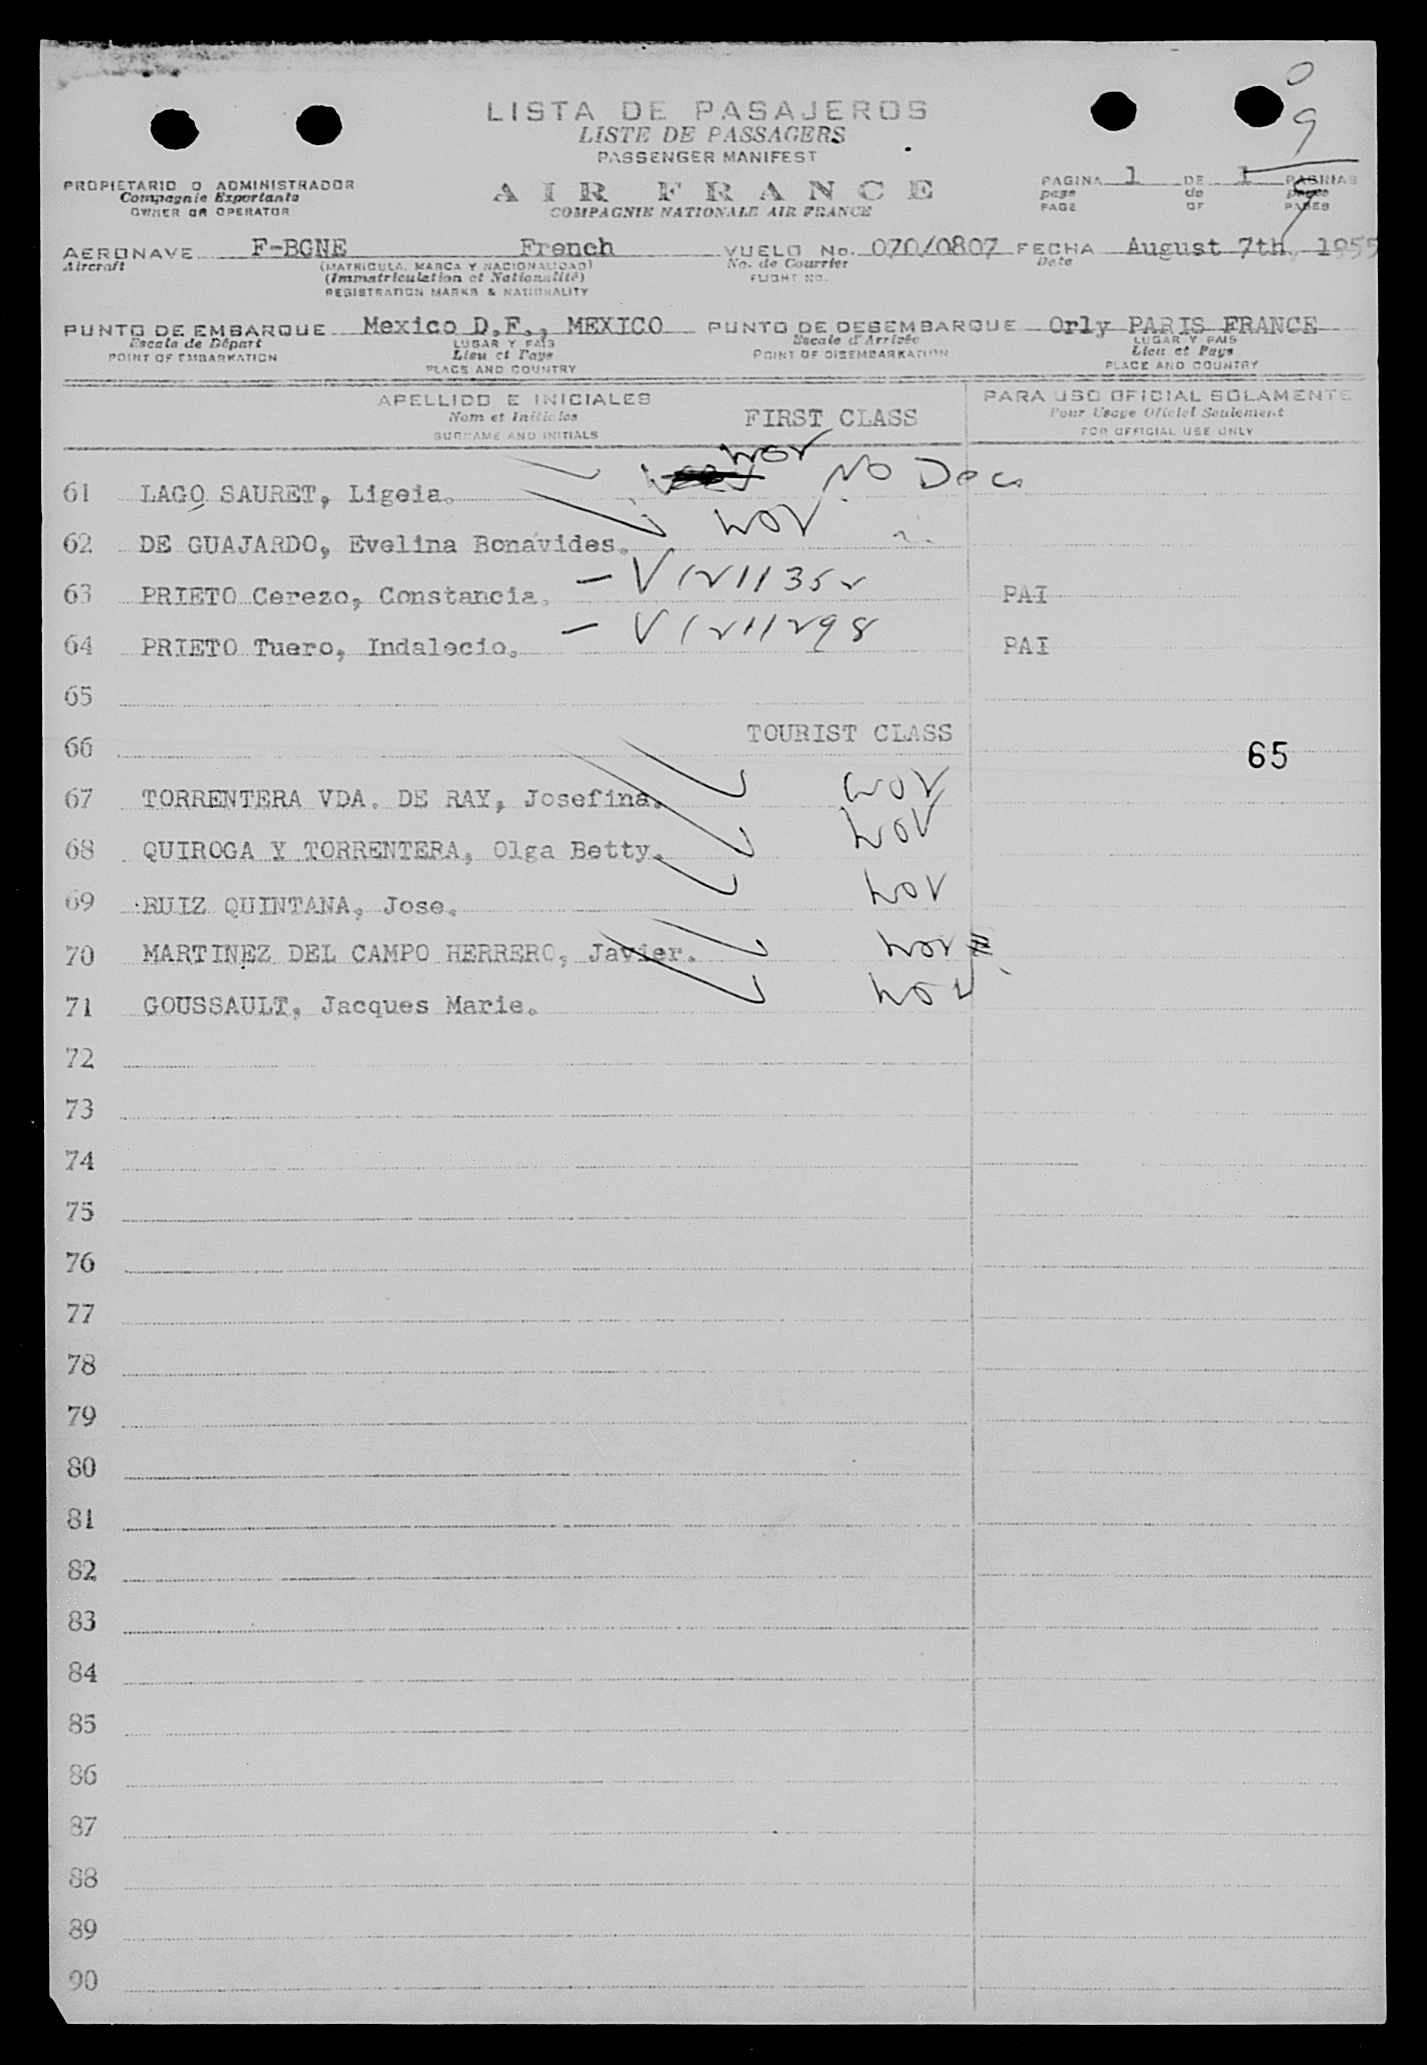 0
9
LISTA DE PASAJEROS
LISTE DE PASSAGERS
PASSENGER MANIFEST
PROPIETARIO O ADMINISTRADOR
Compagnie Exportante
OWNER OR OPERATOR
AIR FRANCE
COMPAGNIE NATIONALE AIR FRANCE
PAGINA 1 DE 1 PAGINAS
page de pages
PAGE OF PAGES
9
AERONAVE F-BGNE French VUELO No. 070/0807 FECHA August 7th, 1955
Aircraft (MATRICULA, MARCA Y NACIONALIDAD) No. de Courrier Date
(Immatriculation et Nationalité) FLIGHT NO.
REGISTRATION MARKS & NATIONALITY
PUNTO DE EMBARQUE Mexico D.F., MEXICO PUNTO DE DESEMBARQUE Orly PARIS FRANCE
Escale de Départ LUGAR Y PAIS Escale d'Arrivée LUGAR Y PAIS
POINT OF EMBARKATION Lieu et Pays POINT OF DISEMBARKATION Lieu et Pays
PLACE AND COUNTRY PLACE AND COUNTRY
APELLIDO E INICIALES PARA USO OFICIAL SOLAMENTE
Nom et Initiales FIRST CLASS Pour Usage Oficiel Seulement
SURNAME AND INITIALS FOR OFFICIAL USE ONLY
61 LAGO SAURET, Ligeia. NO Dec
62 DE GUAJARDO, Evelina Bonavides.
63 PRIETO Cerezo, Constancia. PAI
64 PRIETO Tuero, Indalecio. PAI
65
66 TOURIST CLASS
65
67 TORRENTERA VDA. DE RAY, Josefina.
68 QUIROGA Y TORRENTERA, Olga Betty.
69 RUIZ QUINTANA, Jose.
70 MARTINEZ DEL CAMPO HERRERO, Javier.
71 GOUSSAULT, Jacques Marie.
72
73
74
75
76
77
78
79
80
81
82
83
84
85
86
87
88
89
90